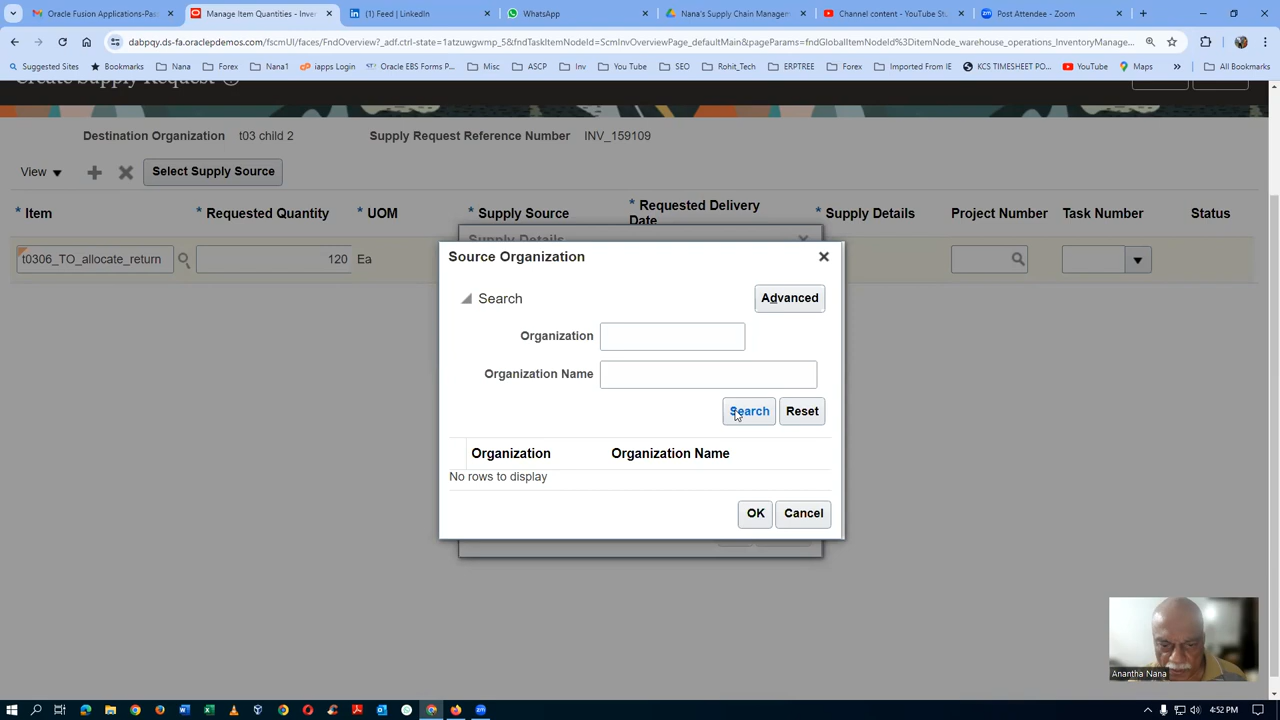 Oracle Fusion Applications-Pas
Manage Item Quantities - Inve
(1) Feed | LinkedIn
WhatsApp
Nana's Supply Chain Managem
Channel content - YouTube St
Post Attendee - Zoom
dabpqy.ds-fa.oraclepdemos.com/fscmUI/faces/FndOverview?_adf.ctrl-state=1atzuwgwmp_5&fndTaskItemNodeId=ScmInvOverviewPage_defaultMain&pageParams=fndGlobalItemNodeId%3DitemNode_warehouse_operations_InventoryManage...
Suggested Sites
Bookmarks
Nana
Forex
Nana1
iapps Login
Oracle EBS Forms P...
Misc
ASCP
Inv
You Tube
SEO
Rohit_Tech
ERPTREE
Forex
Imported From IE
KCS TIMESHEET PO...
YouTube
Maps
All Bookmarks
Create Supply Request
Destination Organization t03 child 2 Supply Request Reference Number INV_159109
View Select Supply Source
* Item * Requested Quantity * UOM * Supply Source * Requested Delivery Date * Supply Details Project Number Task Number Status
t0306_TO_allocate_return 120 Ea
Supply Details
Source Organization
Search Advanced
Organization
Organization Name
Search Reset
Organization Organization Name
No rows to display
OK Cancel
Anantha Nana
4:52 PM